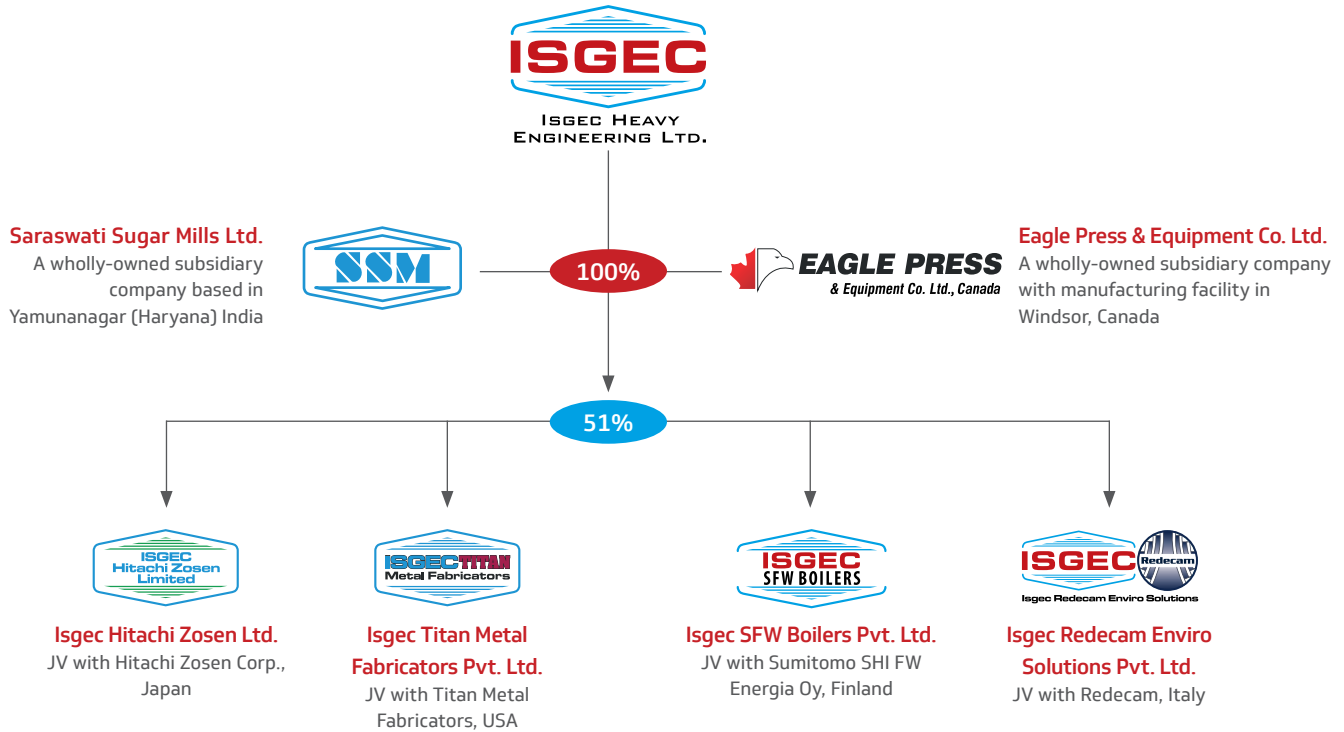 ISGEC
ISGEC HEAVY
ENGINEERING LTD.
Saraswati Sugar Mills Ltd.
A wholly-owned subsidiary
company based in
Yamunanagar (Haryana) India
SSM
100%
EAGLE PRESS
& Equipment Co. Ltd., Canada
Eagle Press & Equipment Co. Ltd.
A wholly-owned subsidiary company
with manufacturing facility in
Windsor, Canada
51%
ISGEC
Hitachi Zosen
Limited
Isgec Hitachi Zosen Ltd.
JV with Hitachi Zosen Corp.,
Japan
ISGEC TITAN
Metal Fabricators
Isgec Titan Metal
Fabricators Pvt. Ltd.
JV with Titan Metal
Fabricators, USA
ISGEC
SFW BOILERS
Isgec SFW Boilers Pvt. Ltd.
JV with Sumitomo SHI FW
Energia Oy, Finland
ISGEC
Redecam
Isgec Redecam Enviro Solutions
Isgec Redecam Enviro
Solutions Pvt. Ltd.
JV with Redecam, Italy